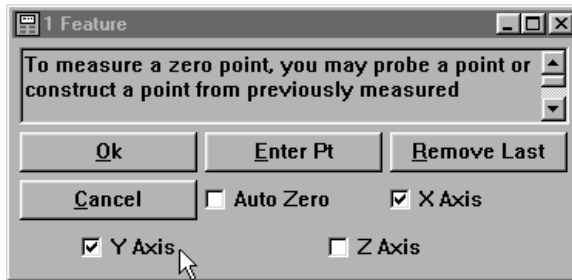 1 Feature
To measure a zero point, you may probe a point or
construct a point from previously measured
Ok Enter Pt Remove Last
Cancel Auto Zero X Axis
Y Axis Z Axis